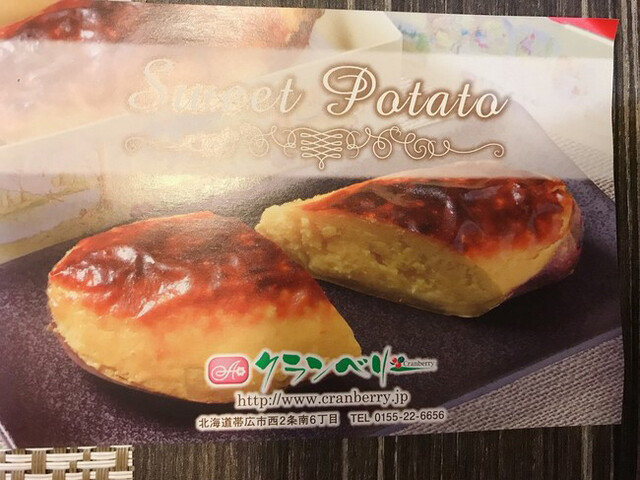 Sweet Potato
クランベリー Cranberry
http://www.cranberry.jp
北海道帯広市西2条南6丁目 TEL 0155-22-6656